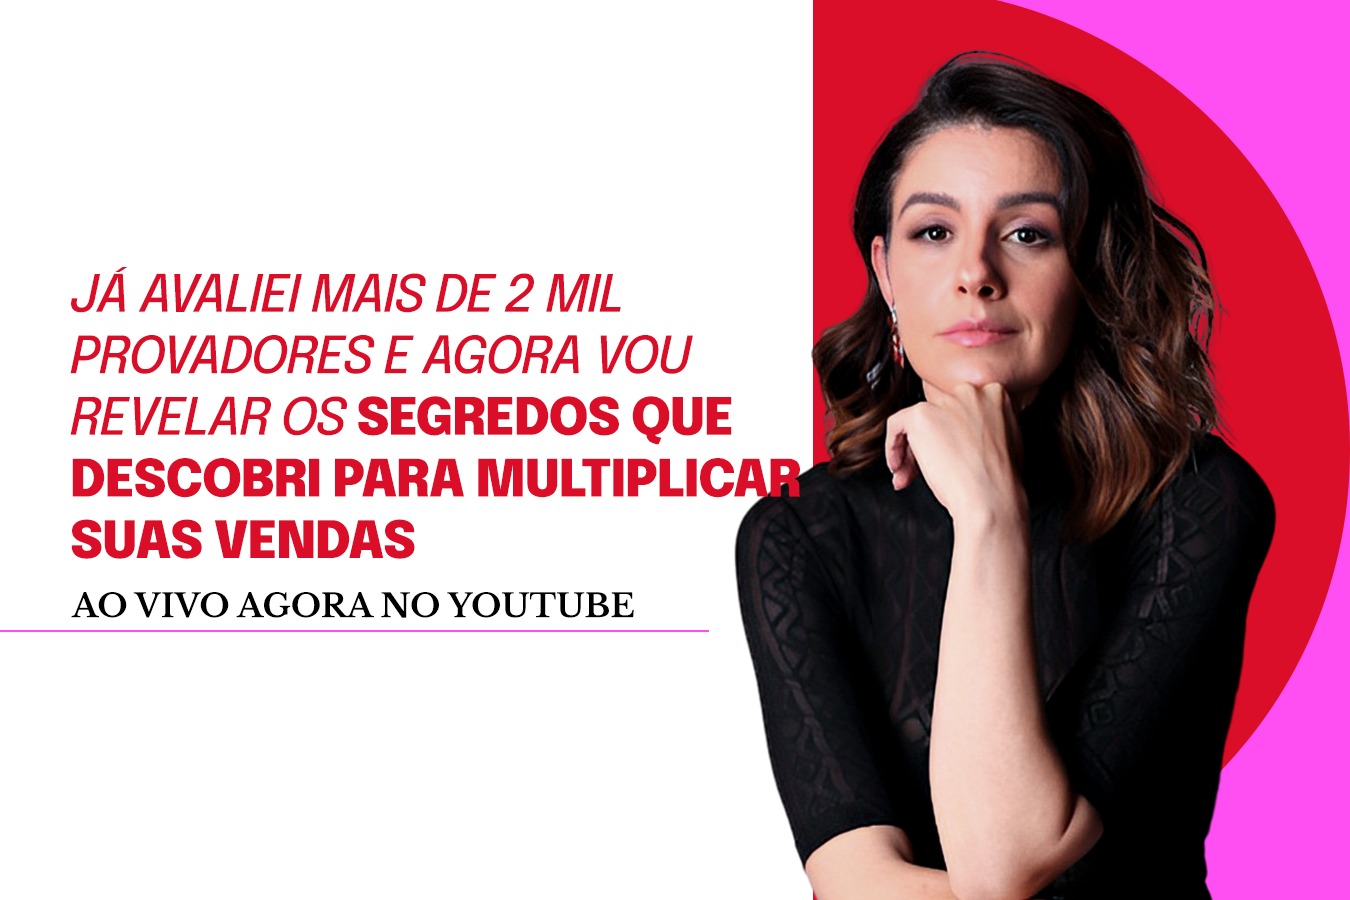 JÁ AVALIEI MAIS DE 2 MIL
PROVADORES E AGORA VOU
REVELAR OS SEGREDOS QUE
DESCOBRI PARA MULTIPLICAR
SUAS VENDAS
AO VIVO AGORA NO YOUTUBE